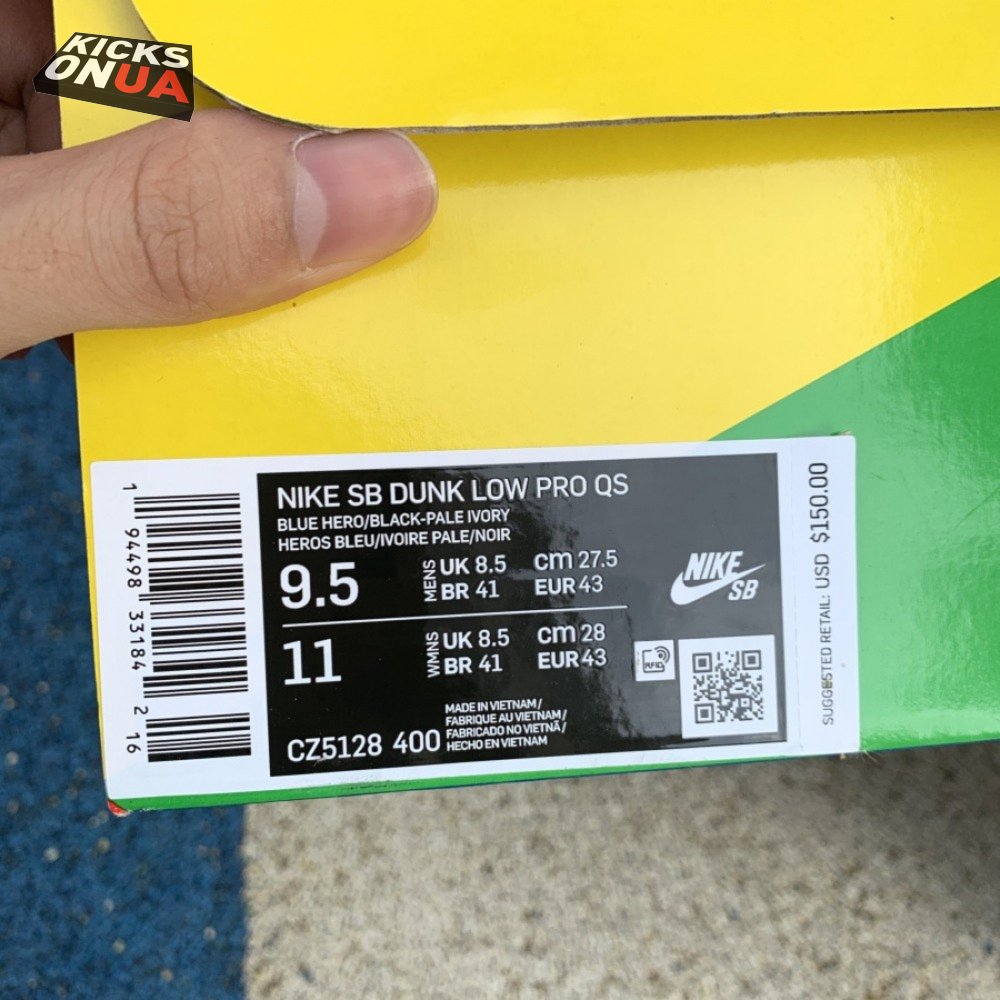 KICKS
ONUA
NIKE SB DUNK LOW PRO QS
BLUE HERO/BLACK-PALE IVORY
HEROS BLEU/IVOIRE PALE/NOIR
9.5
MENS
UK 8.5 cm 27.5
BR 41 EUR 43
11
WMNS
UK 8.5 cm 28
BR 41 EUR 43
CZ5128 400
MADE IN VIETNAM/
FABRIQUE AU VIETNAM/
FABRICADO NO VIETNÃ/
HECHO EN VIETNAM
NIKE
SB
RFID
SUGGESTED RETAIL: USD $150.00
1 94498 33184 2 16